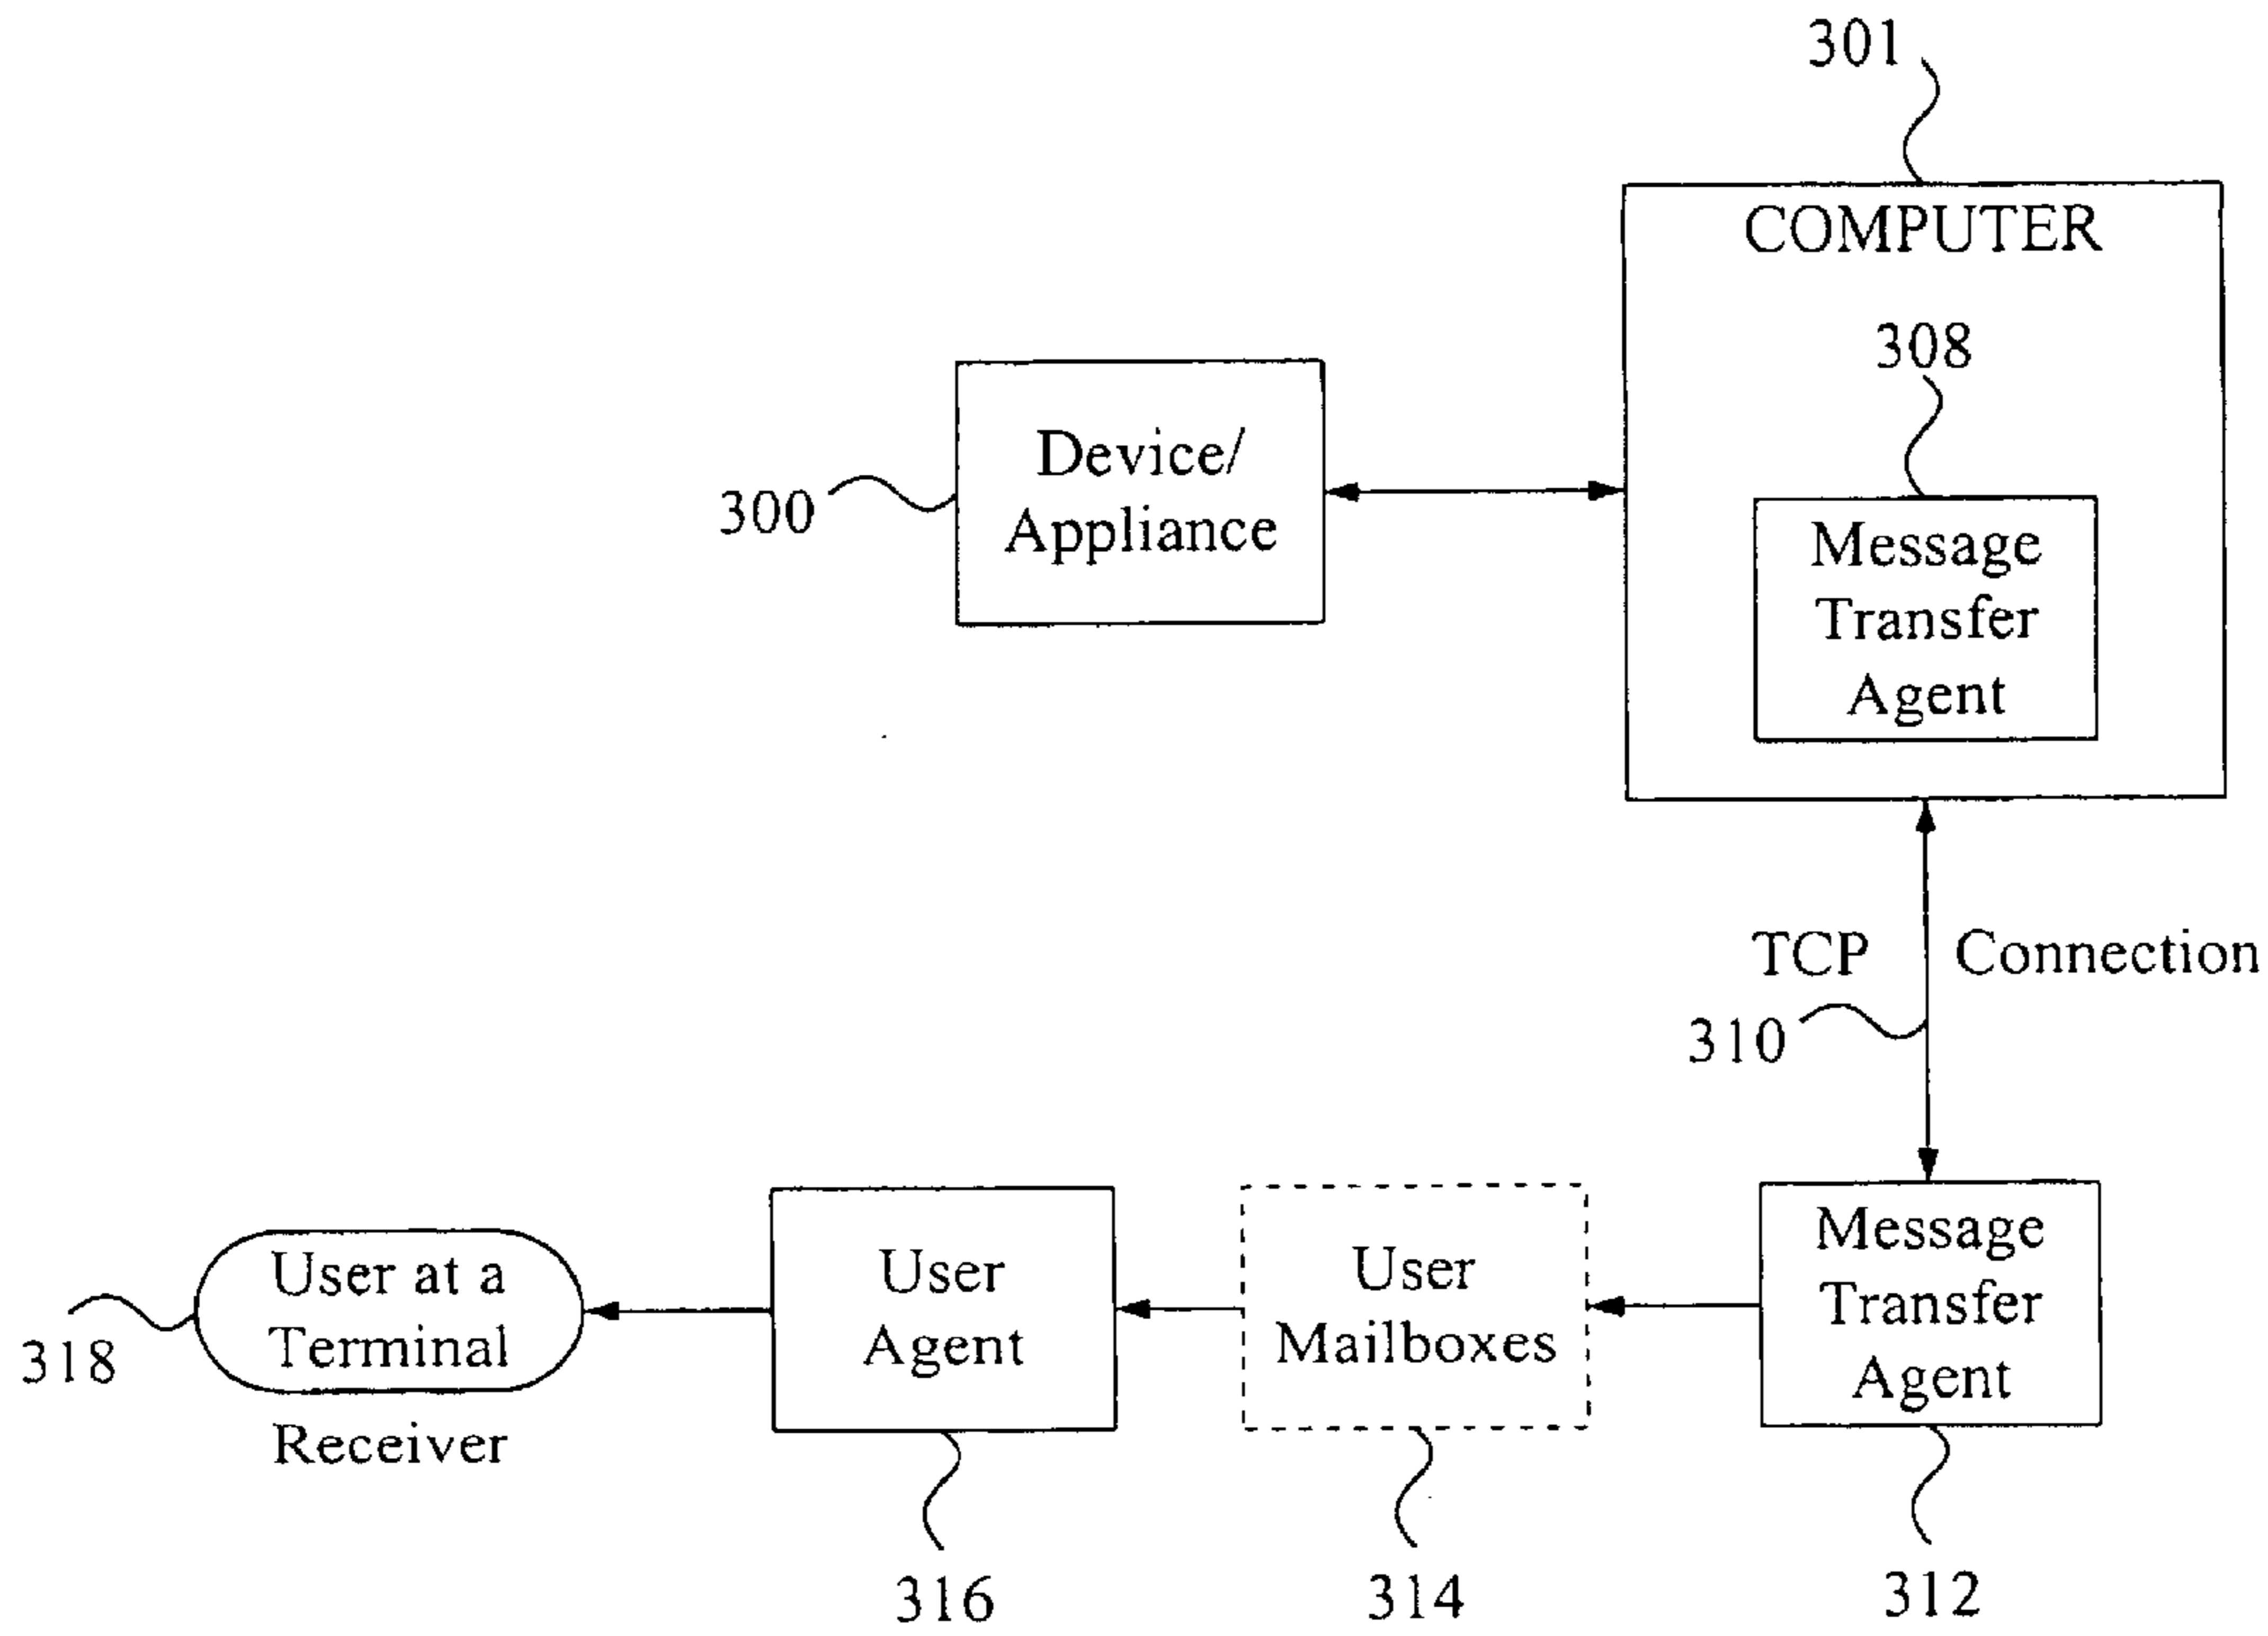 301
COMPUTER
308
Device/
Appliance
300
Message
Transfer
Agent
TCP Connection
310
User at a
Terminal
318
Receiver
User
Agent
316
User
Mailboxes
314
Message
Transfer
Agent
312